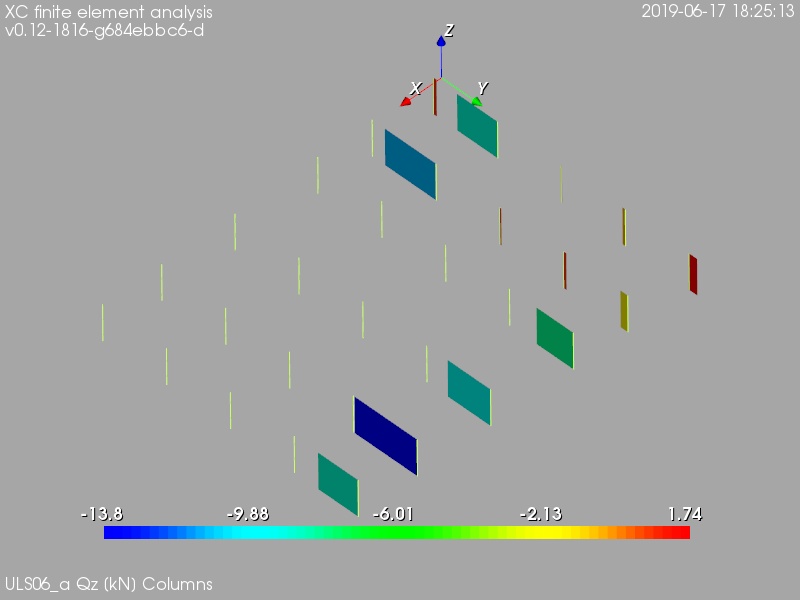 XC finite element analysis
v0.12-1816-g684ebbc6-d
2019-06-17 18:25:13
Z
X
Y
-13.8 -9.88 -6.01 -2.13 1.74
ULS06_a Qz (kN) Columns